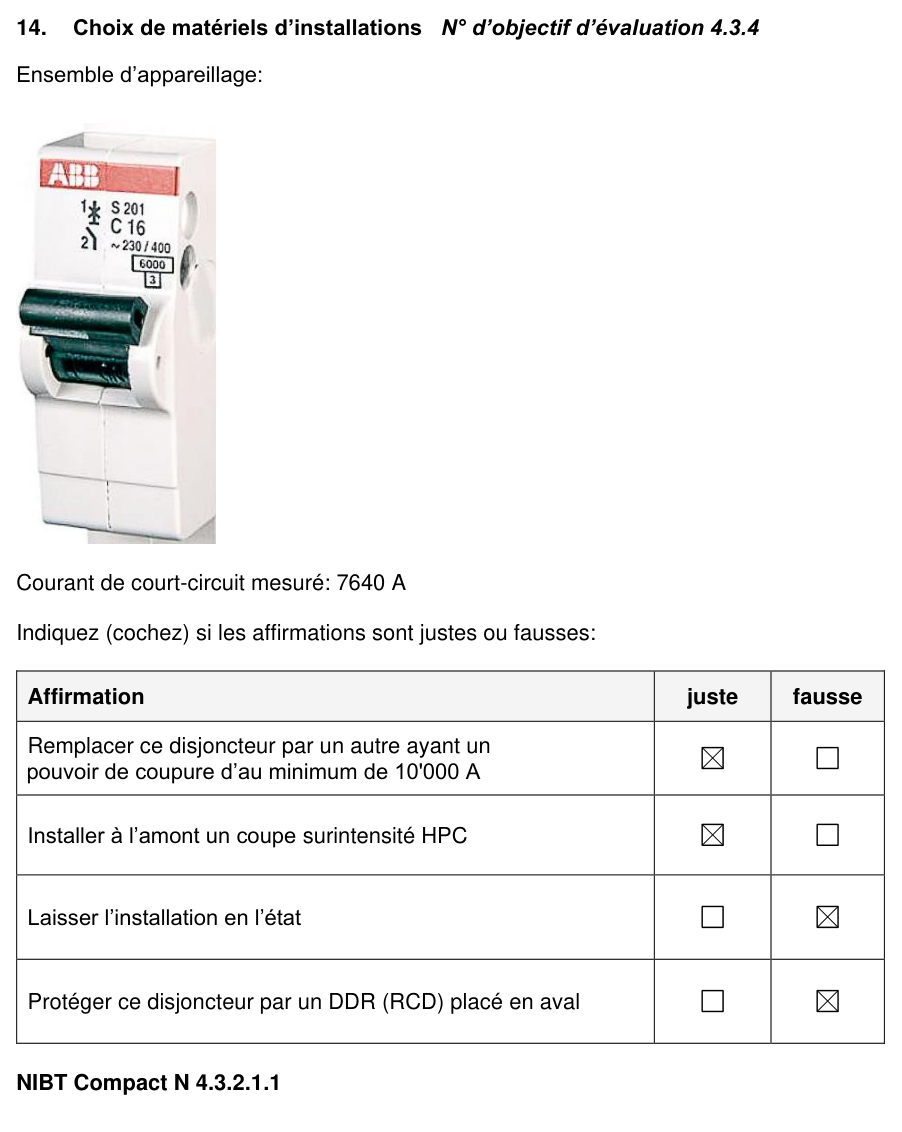 14. Choix de matériels d’installations N° d’objectif d’évaluation 4.3.4
Ensemble d’appareillage:
ABB
1 S 201
C 16
2 ~ 230 / 400
6000
3
Courant de court-circuit mesuré: 7640 A
Indiquez (cochez) si les affirmations sont justes ou fausses:
Affirmation juste fausse
Remplacer ce disjoncteur par un autre ayant un
pouvoir de coupure d’au minimum de 10'000 A
Installer à l’amont un coupe surintensité HPC
Laisser l’installation en l’état
Protéger ce disjoncteur par un DDR (RCD) placé en aval
NIBT Compact N 4.3.2.1.1